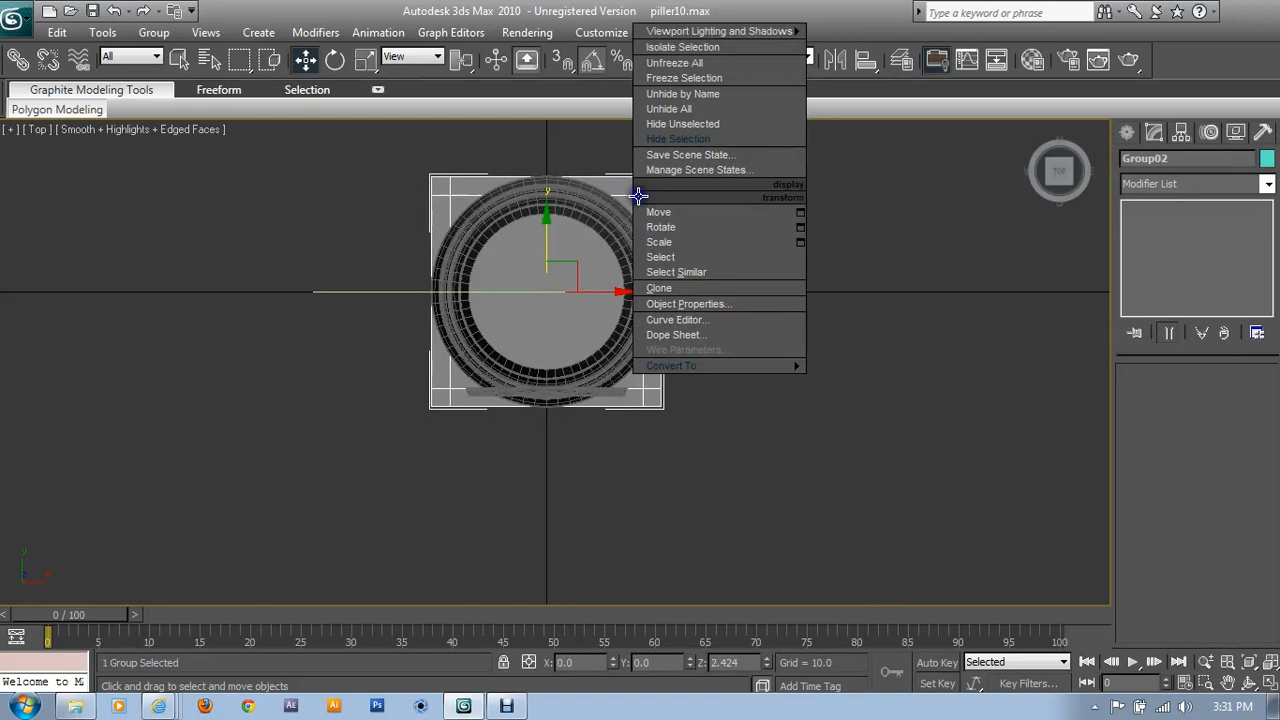 Autodesk 3ds Max 2010 - Unregistered Version piller10.max
Type a keyword or phrase
Edit Tools Group Views Create Modifiers Animation Graph Editors Rendering Customize
All View
Graphite Modeling Tools Freeform Selection
Polygon Modeling
[ + ] [ Top ] [ Smooth + Highlights + Edged Faces ]
Viewport Lighting and Shadows
Isolate Selection
Unfreeze All
Freeze Selection
Unhide by Name
Unhide All
Hide Unselected
Hide Selection
Save Scene State...
Manage Scene States...
display
transform
Move
Rotate
Scale
Select
Select Similar
Clone
Object Properties...
Curve Editor...
Dope Sheet...
Wire Parameters...
Convert To:
y
TOP
Group02
Modifier List
y
x
0 / 100
0 5 10 15 20 25 30 35 40 45 50 55 60 65 70 75 80 85 90 95 100
1 Group Selected X: 0.0 Y: 0.0 Z: 2.424 Grid = 10.0 Auto Key Selected
Welcome to M Click and drag to select and move objects Add Time Tag Set Key Key Filters... 0
3:31 PM